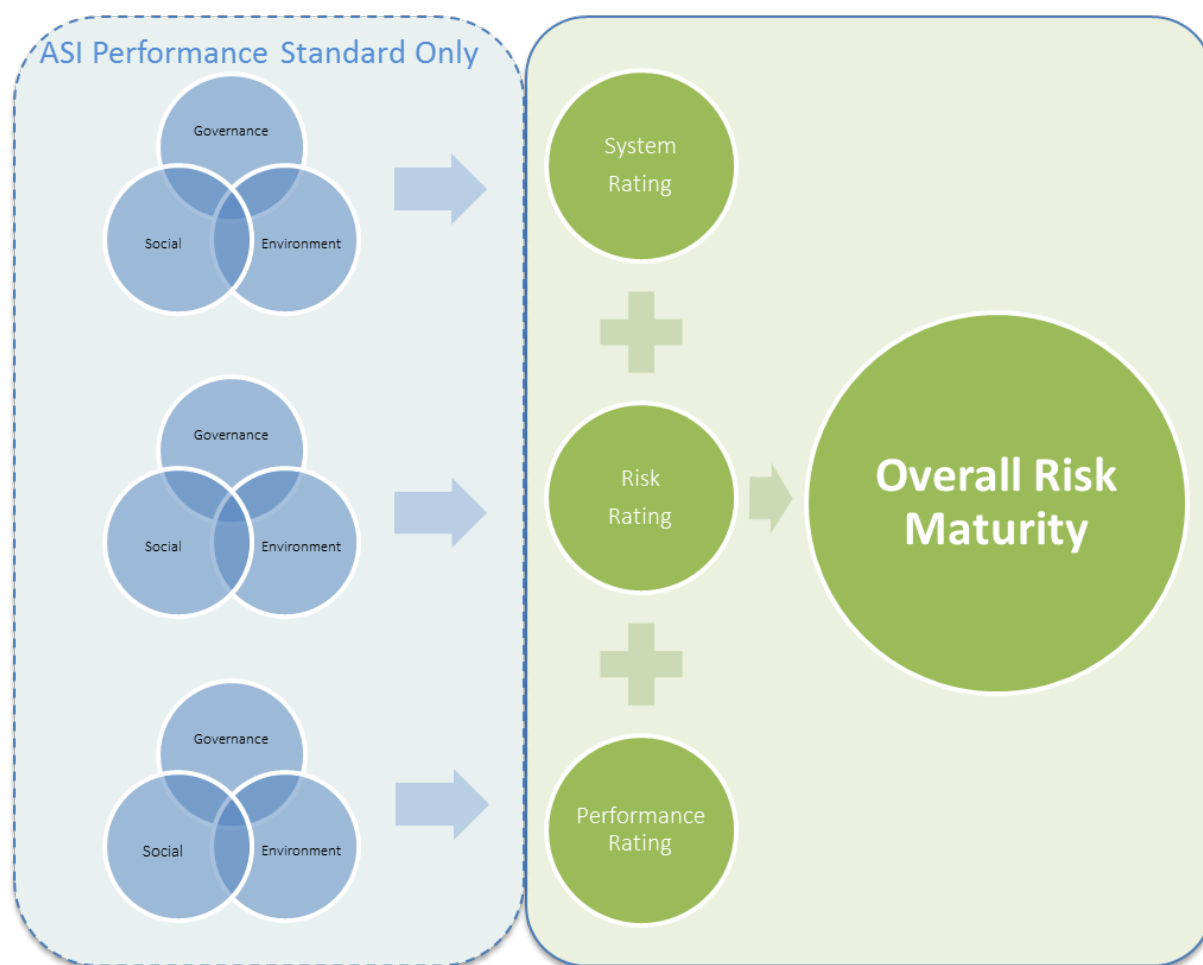 ASI Performance Standard Only
Governance
Social
Environment
System
Rating
Governance
Social
Environment
Risk
Rating
Overall Risk
Maturity
Governance
Social
Environment
Performance
Rating